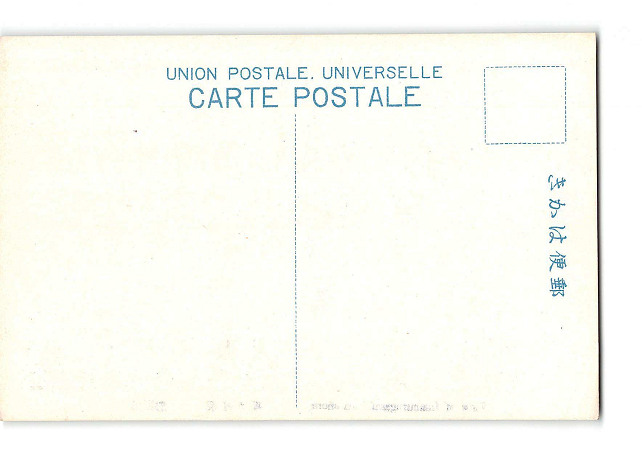 UNION POSTALE. UNIVERSELLE
CARTE POSTALE
きかは便郵